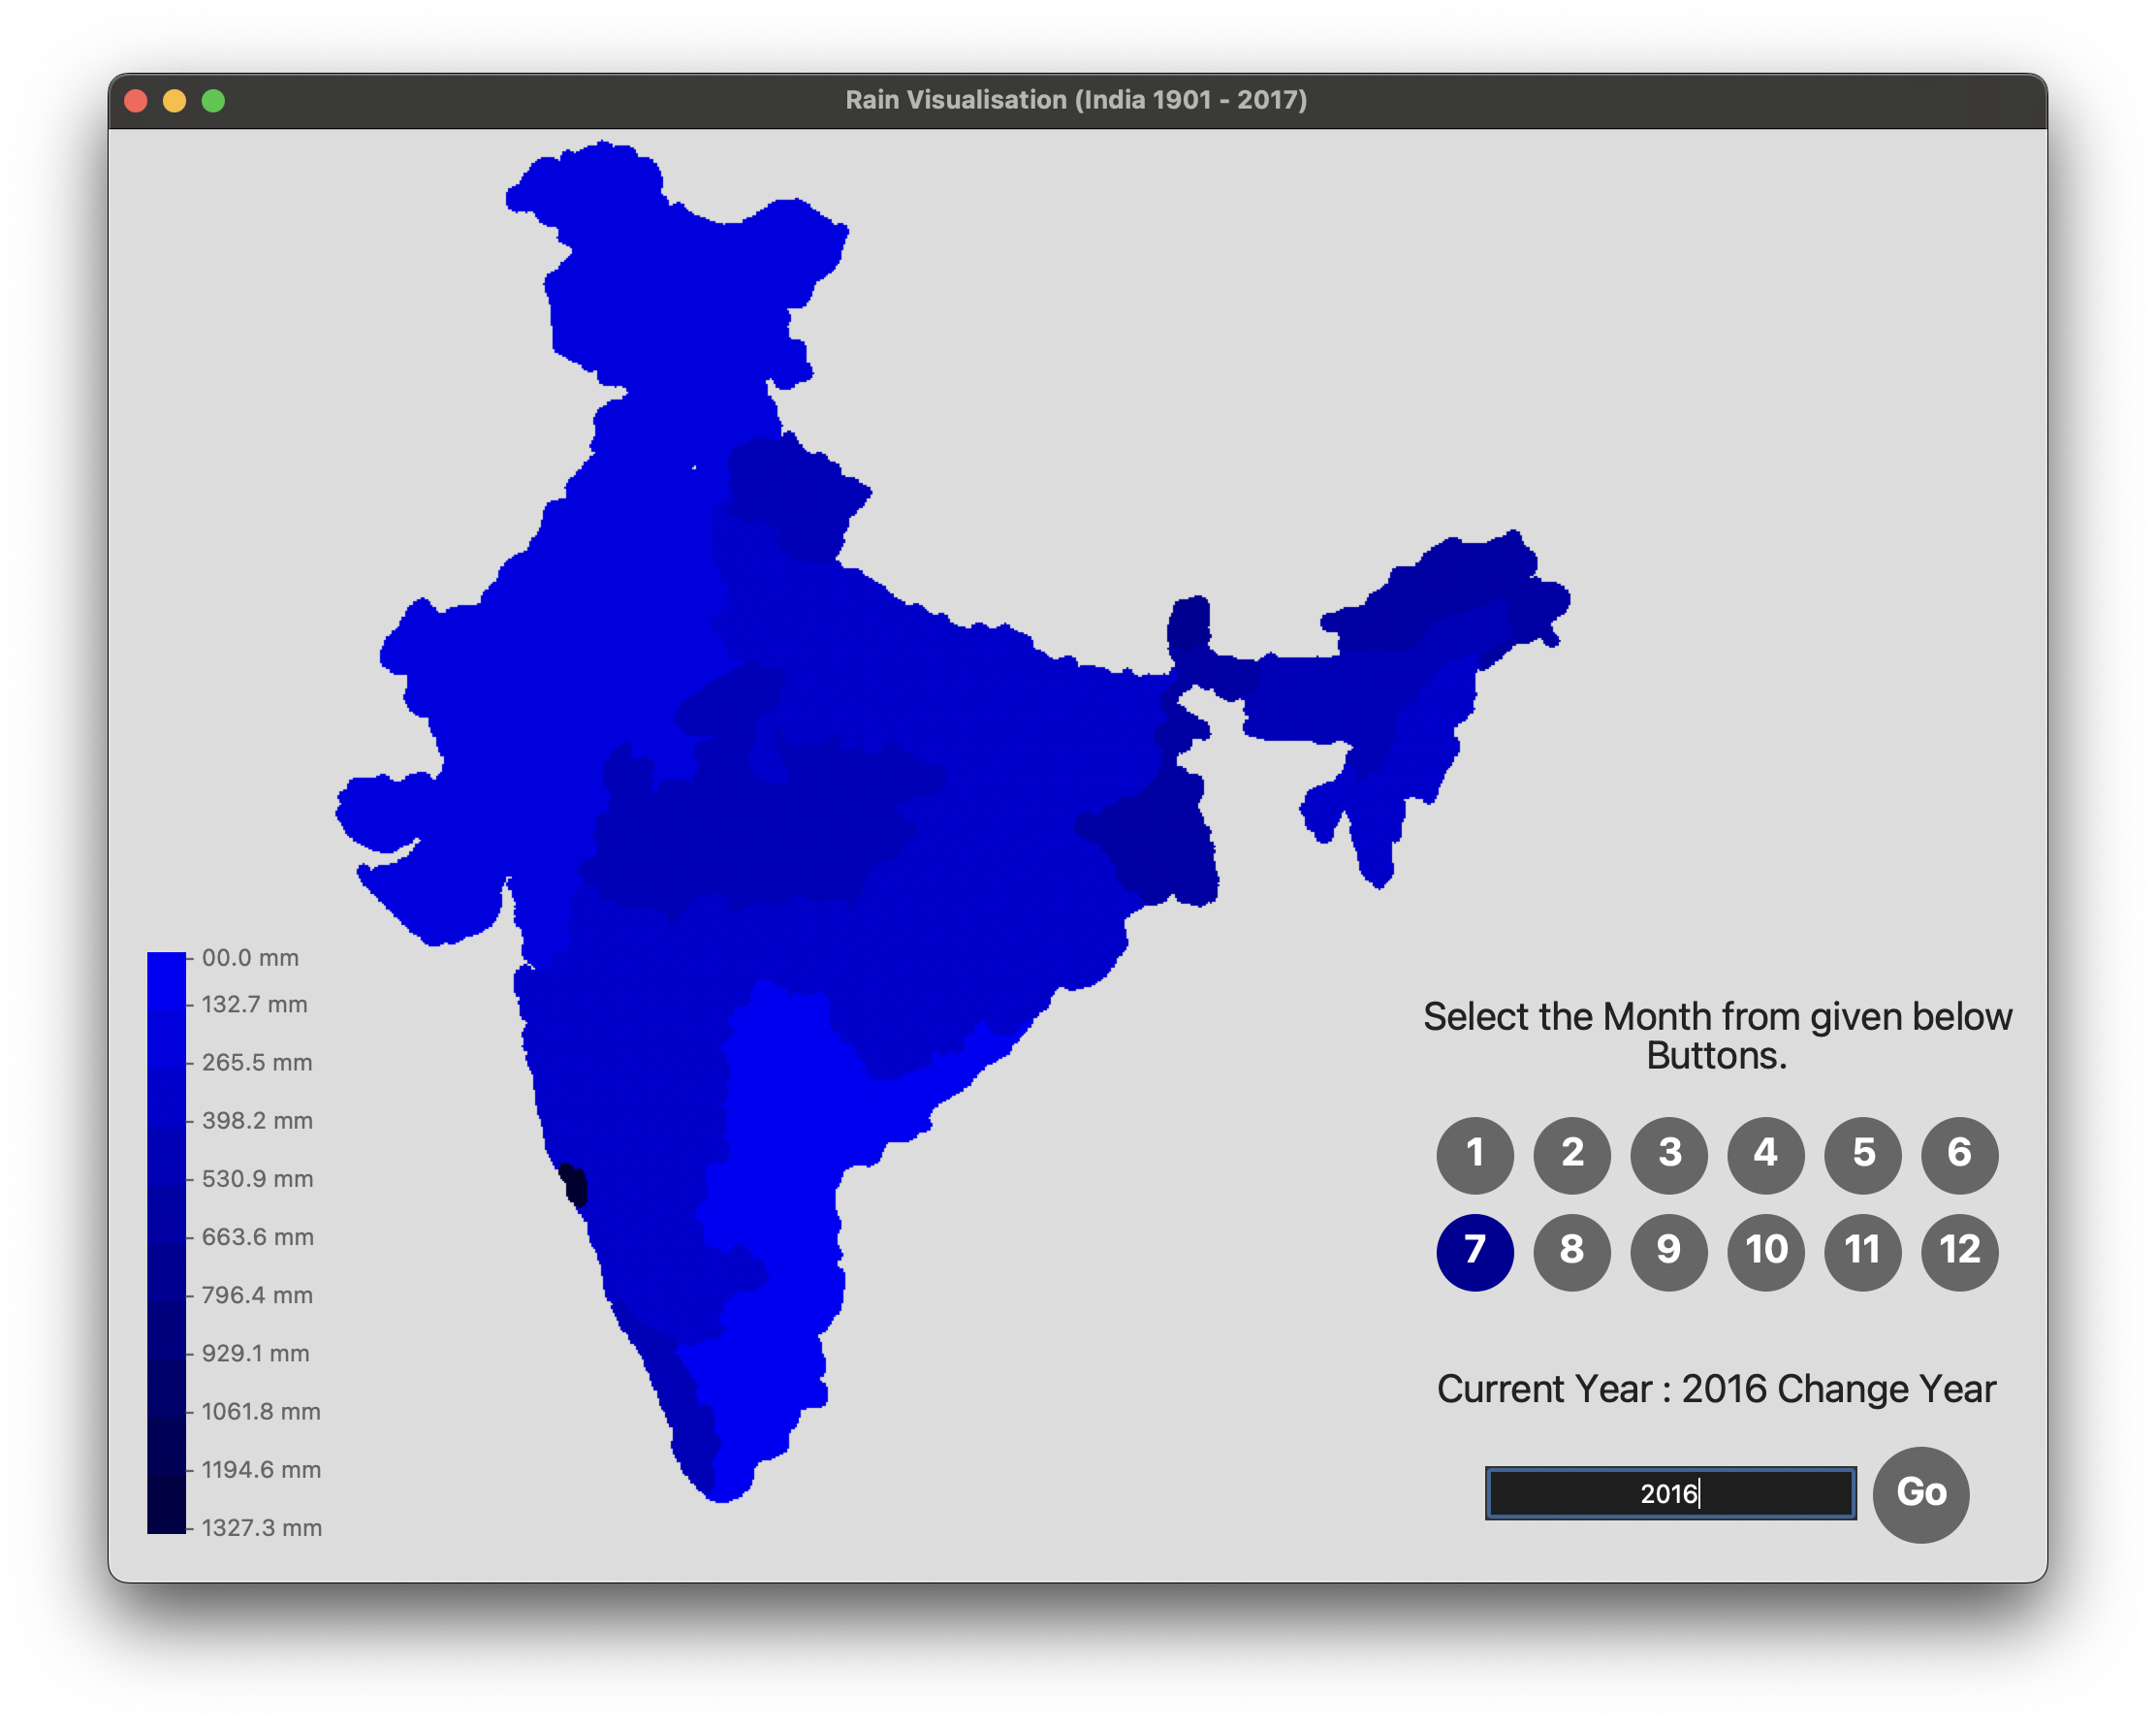 Rain Visualisation (India 1901 - 2017)
00.0 mm
132.7 mm
265.5 mm
398.2 mm
530.9 mm
663.6 mm
796.4 mm
929.1 mm
1061.8 mm
1194.6 mm
1327.3 mm
Select the Month from given below
Buttons.
1 2 3 4 5 6
7 8 9 10 11 12
Current Year : 2016 Change Year
2016 Go